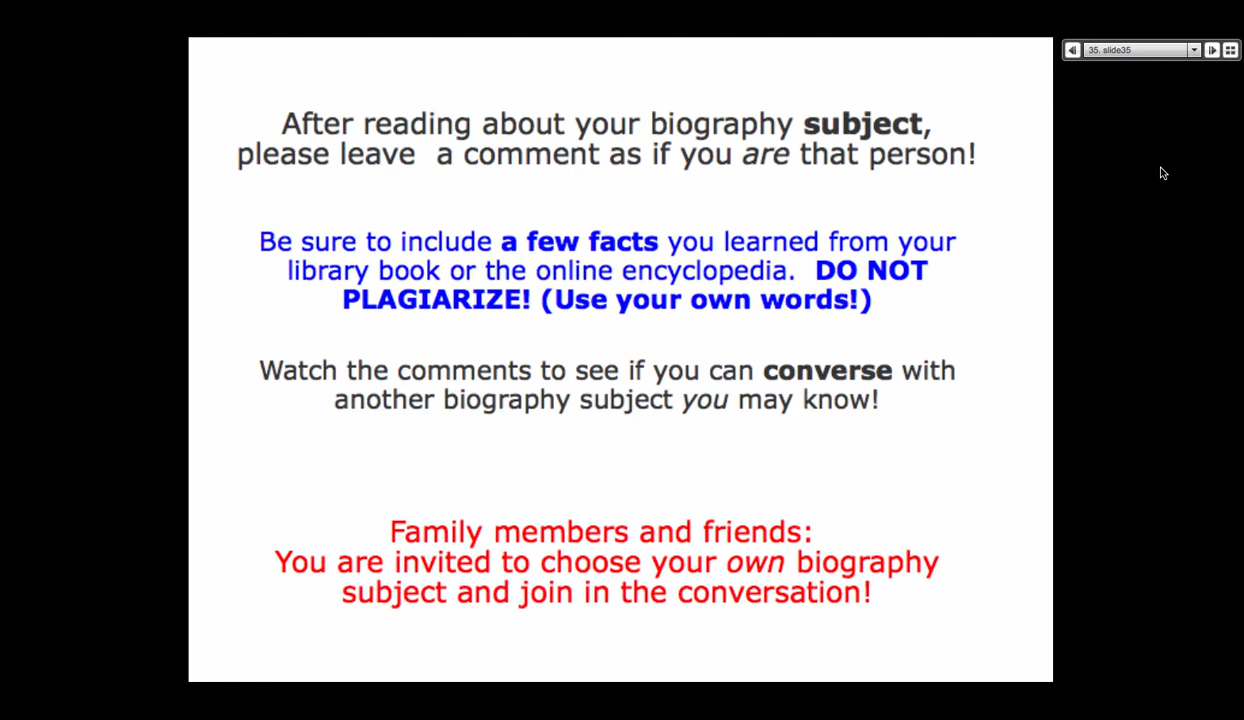 35. slide35
After reading about your biography subject,
please leave a comment as if you are that person!
Be sure to include a few facts you learned from your
library book or the online encyclopedia. DO NOT
PLAGIARIZE! (Use your own words!)
Watch the comments to see if you can converse with
another biography subject you may know!
Family members and friends:
You are invited to choose your own biography
subject and join in the conversation!